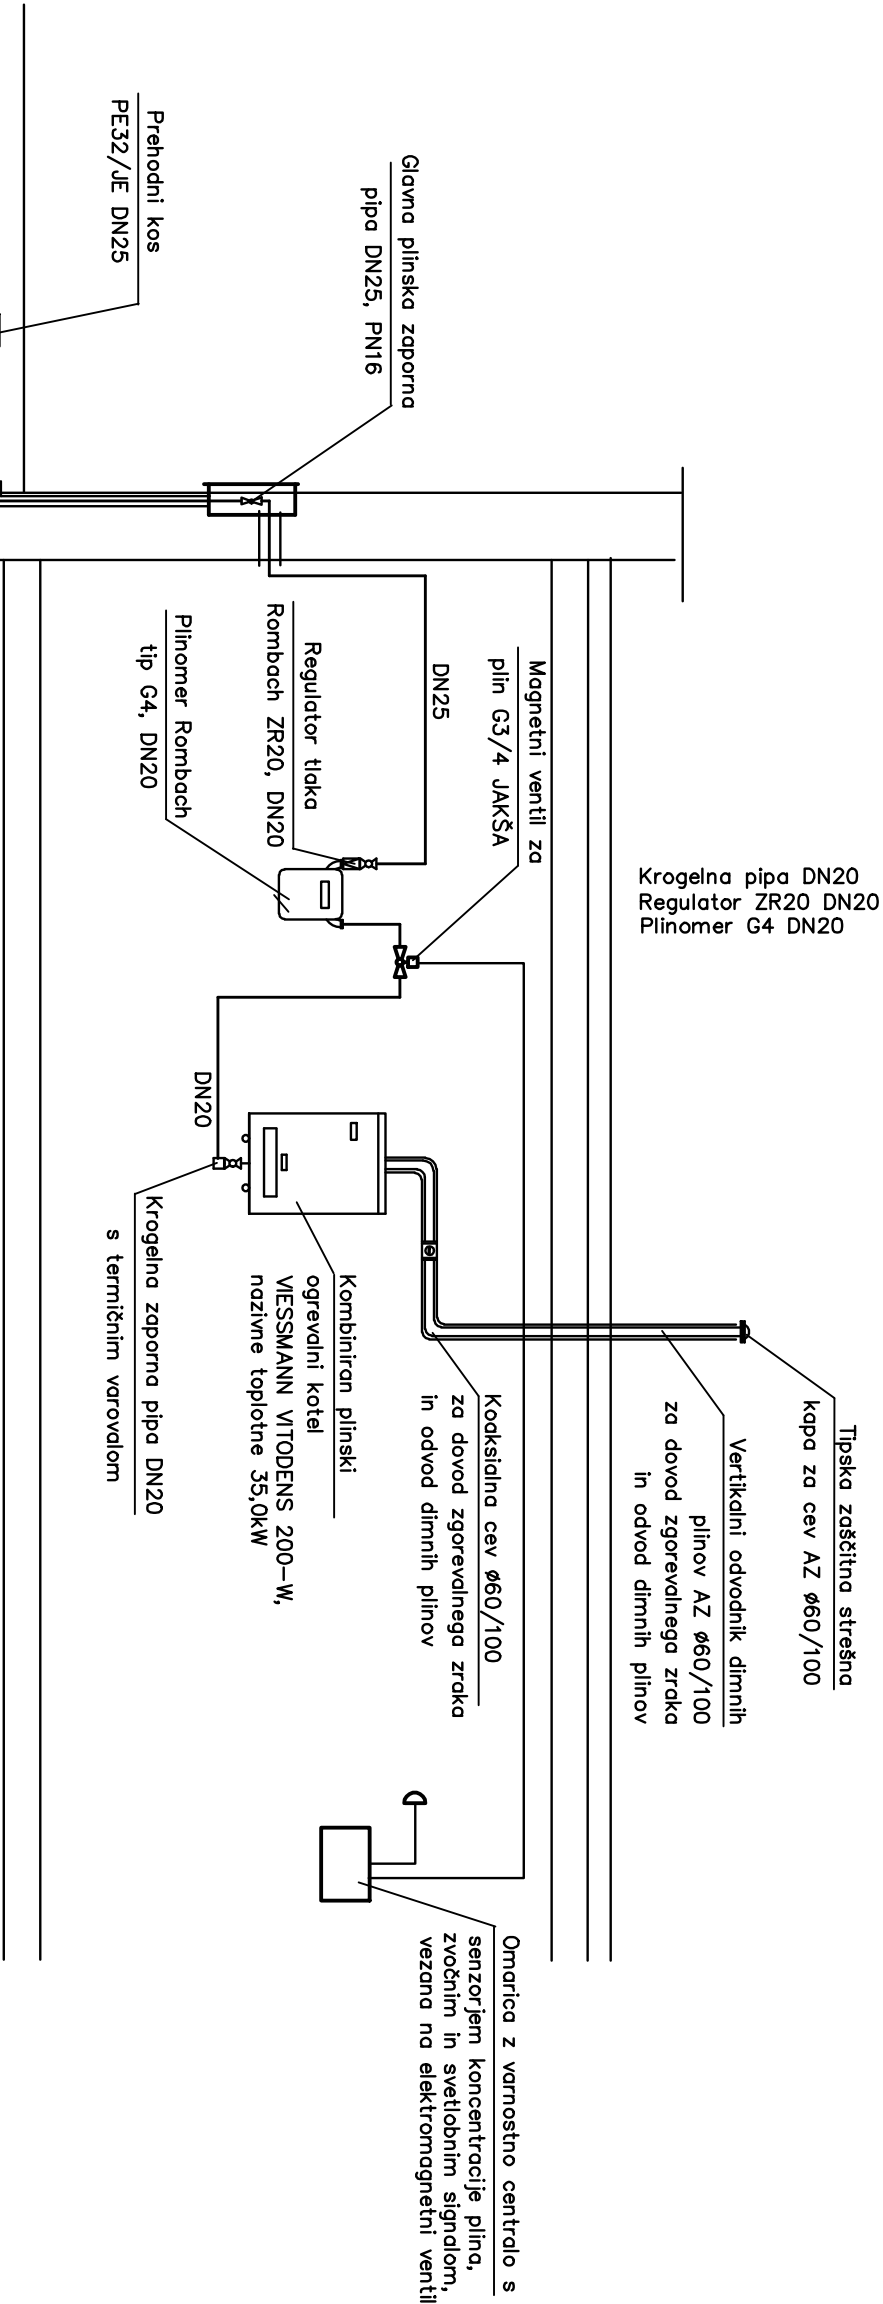 Prehodni kos
PE32/JE DN25
Glavna plinska zaporna
pipa DN25, PN16
DN25
Regulator tlaka
Rombach ZR20, DN20
Plinomer Rombach
tip G4, DN20
Magnetni ventil za
plin G3/4 JAKŠA
Krogelna pipa DN20
Regulator ZR20 DN20
Plinomer G4 DN20
DN20
Krogelna zaporna pipa DN20
s termičnim varovalom
Kombiniran plinski
ogrevalni kotel
VIESSMANN VITODENS 200-W,
nazivne toplotne 35,0kW
Koaksialna cev ø60/100
za dovod zgorevalnega zraka
in odvod dimnih plinov
Vertikalni odvodnik dimnih
plinov AZ ø60/100
za dovod zgorevalnega zraka
in odvod dimnih plinov
Tipska zaščitna strešna
kapa za cev AZ ø60/100
Omarica z varnostno centralo s
senzorjem koncentracije plina,
zvočnim in svetlobnim signalom,
vezana na elektromagnetni ventil